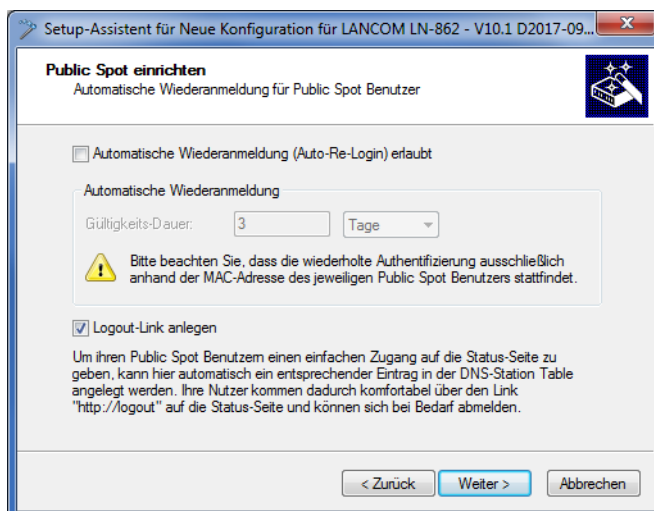 Setup-Assistent für Neue Konfiguration für LANCOM LN-862 - V10.1 D2017-09...
Public Spot einrichten
Automatische Wiederanmeldung für Public Spot Benutzer
Automatische Wiederanmeldung (Auto-Re-Login) erlaubt
Automatische Wiederanmeldung
Gültigkeits-Dauer:
3
Tage
Bitte beachten Sie, dass die wiederholte Authentifizierung ausschließlich
anhand der MAC-Adresse des jeweiligen Public Spot Benutzers stattfindet.
Logout-Link anlegen
Um ihren Public Spot Benutzern einen einfachen Zugang auf die Status-Seite zu
geben, kann hier automatisch ein entsprechender Eintrag in der DNS-Station Table
angelegt werden. Ihre Nutzer kommen dadurch komfortabel über den Link
"http://logout" auf die Status-Seite und können sich bei Bedarf abmelden.
< Zurück
Weiter >
Abbrechen